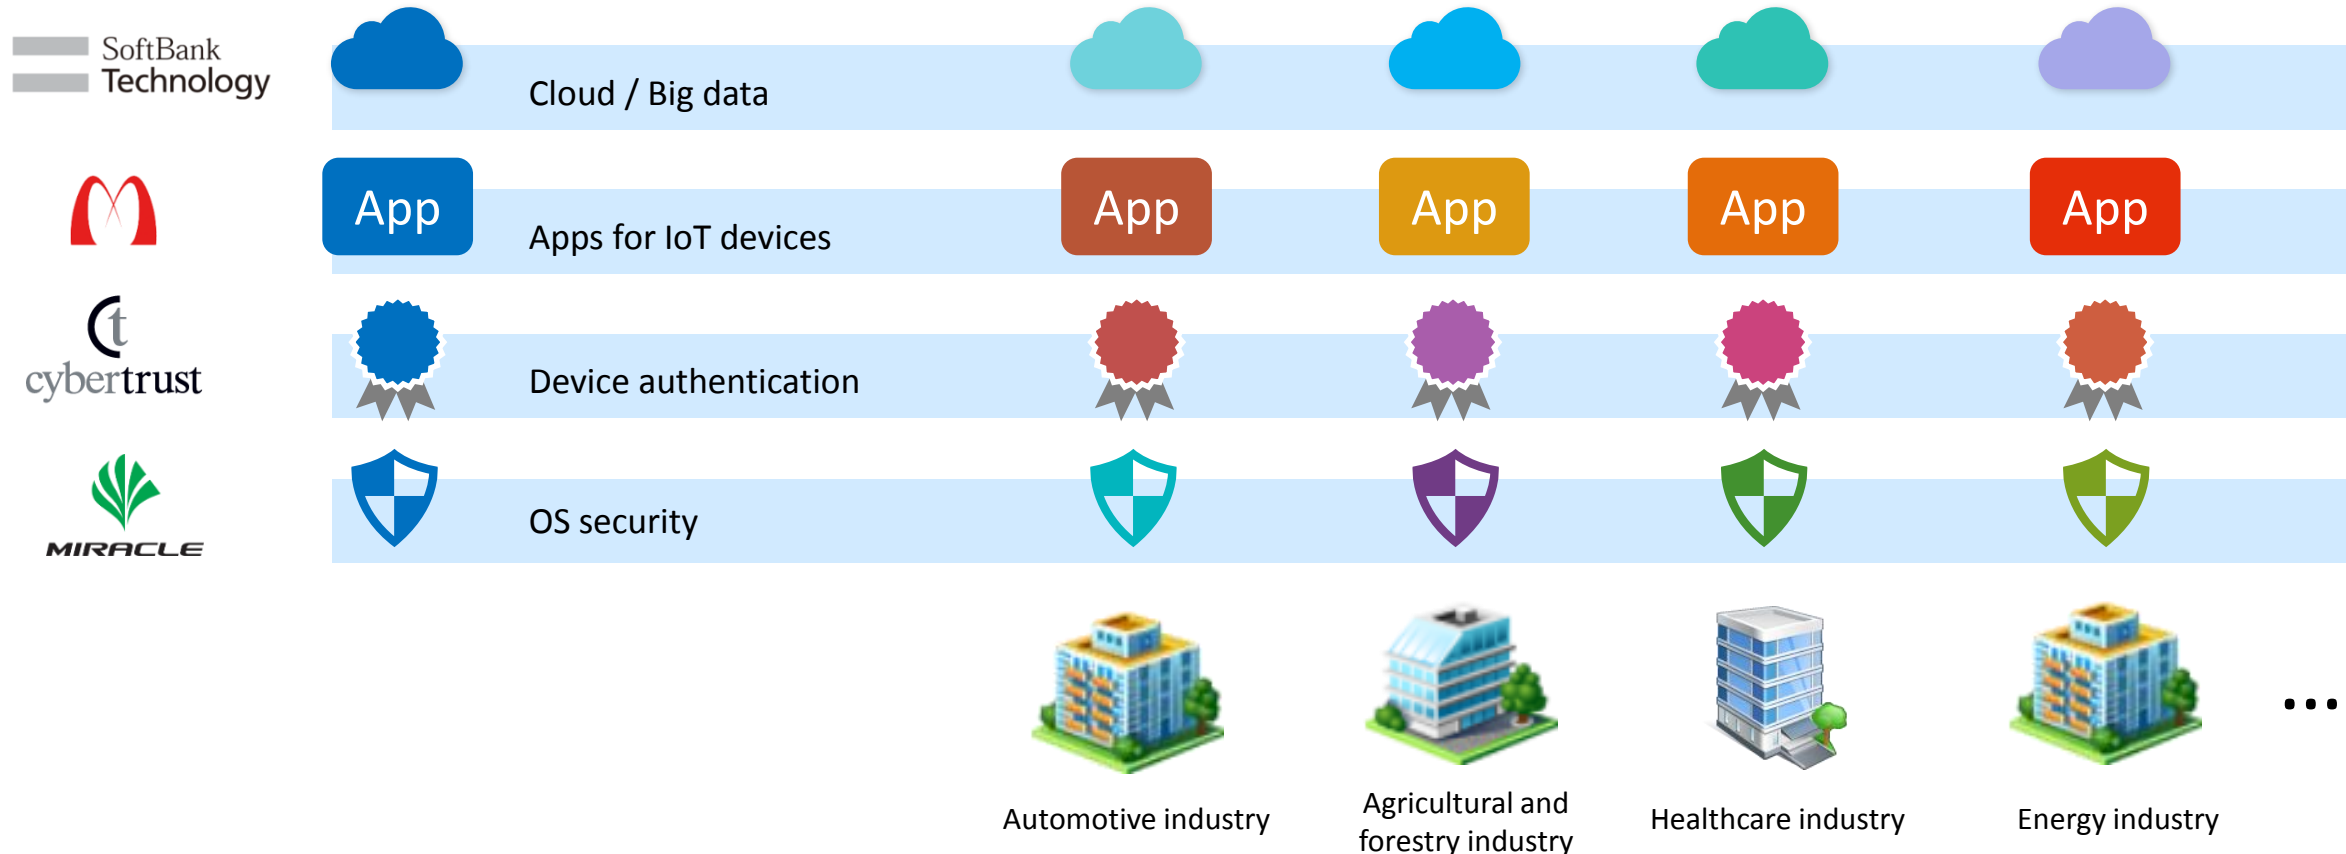 SoftBank
Technology
Cloud / Big data
App
App
App
App
App
Apps for IoT devices
cybertrust
Device authentication
MIRACLE
OS security
...
Automotive industry
Agricultural and
forestry industry
Healthcare industry
Energy industry